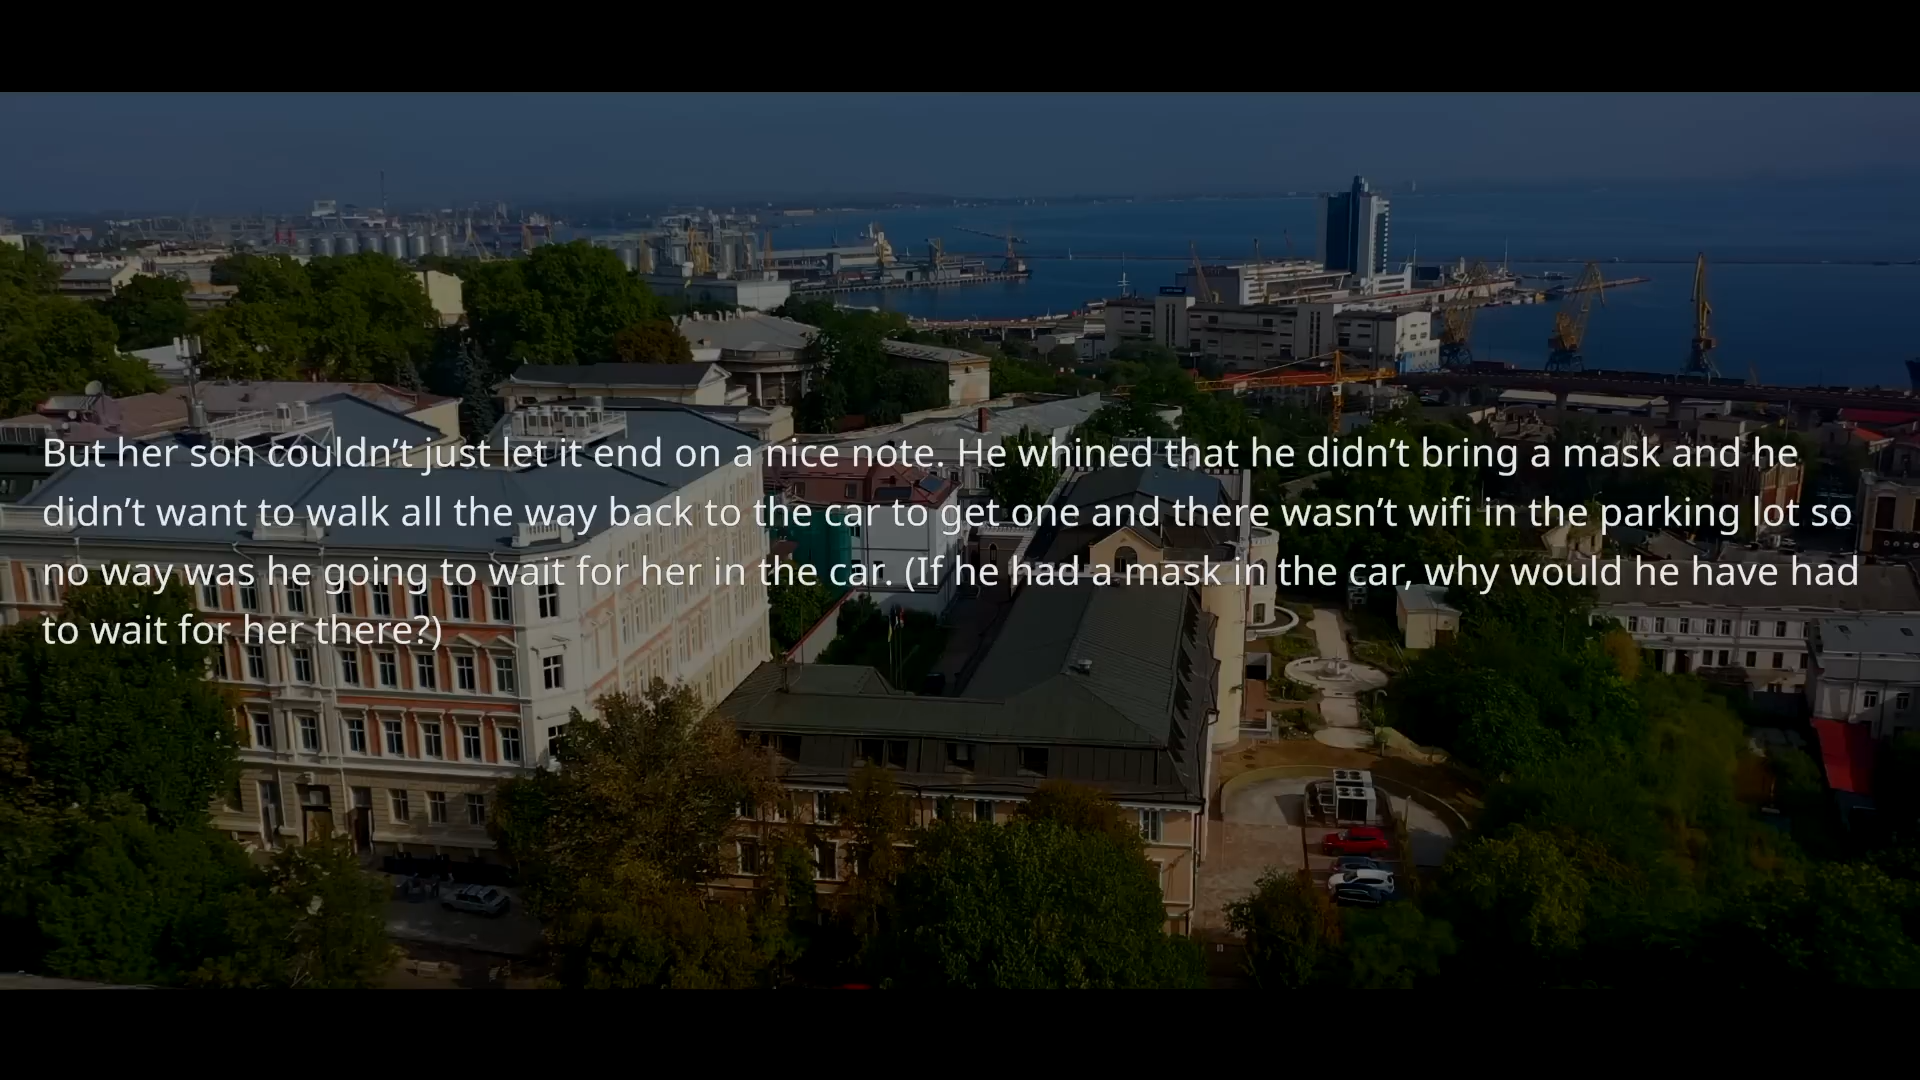 But her son couldn’t just let it end on a nice note. He whined that he didn’t bring a mask and he
didn’t want to walk all the way back to the car to get one and there wasn’t wifi in the parking lot so
no way was he going to wait for her in the car. (If he had a mask in the car, why would he have had
to wait for her there?)